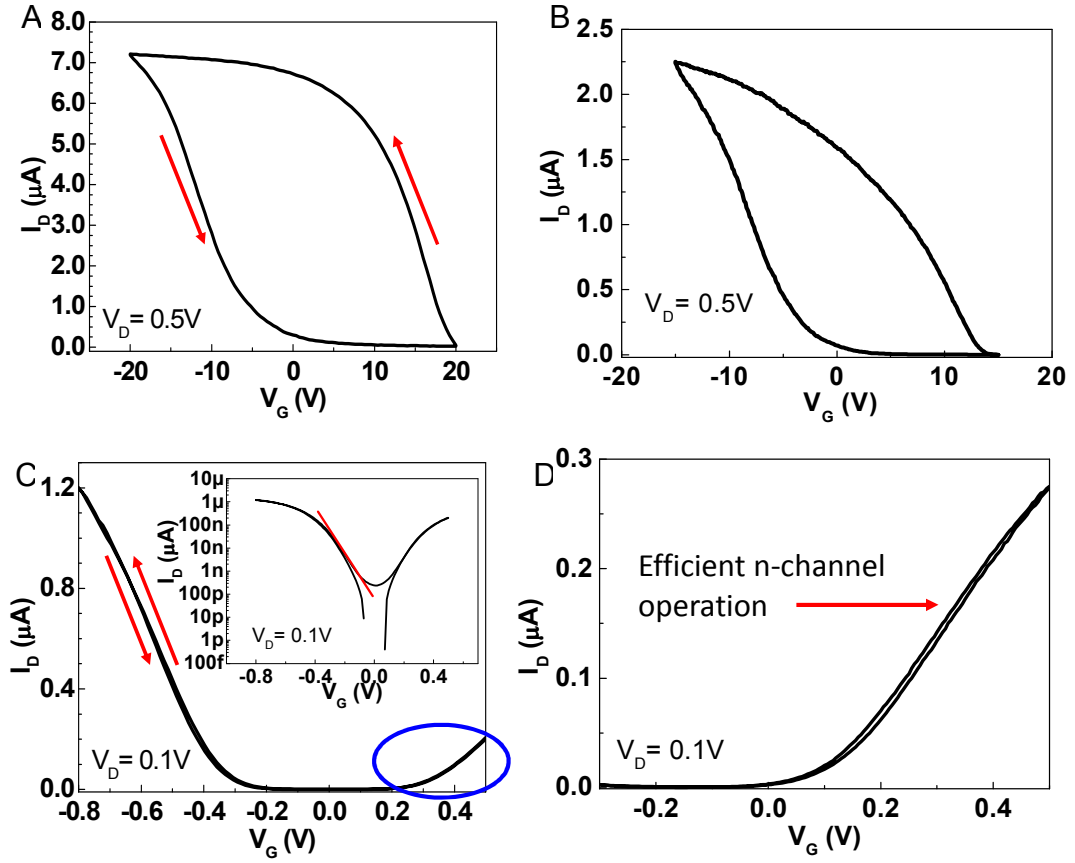 A
8.0
7.0
6.0
5.0
4.0
3.0
2.0
1.0
0.0
I_D (μA)
V_D= 0.5V
-20 -10 0 10 20
V_G (V)
B
2.5
2.0
1.5
1.0
0.5
0.0
I_D (μA)
V_D= 0.5V
-20 -10 0 10 20
V_G (V)
C
1.2
0.8
0.4
0.0
I_D (μA)
10μ
1μ
100n
10n
1n
100p
10p
1p
100f
I_D (μA)
V_D= 0.1V
-0.8 -0.4 0.0 0.4
V_G (V)
V_D= 0.1V
-0.8 -0.6 -0.4 -0.2 0.0 0.2 0.4
V_G (V)
D
0.3
0.2
0.1
0.0
I_D (μA)
Efficient n-channel
operation
V_D= 0.1V
-0.2 0.0 0.2 0.4
V_G (V)